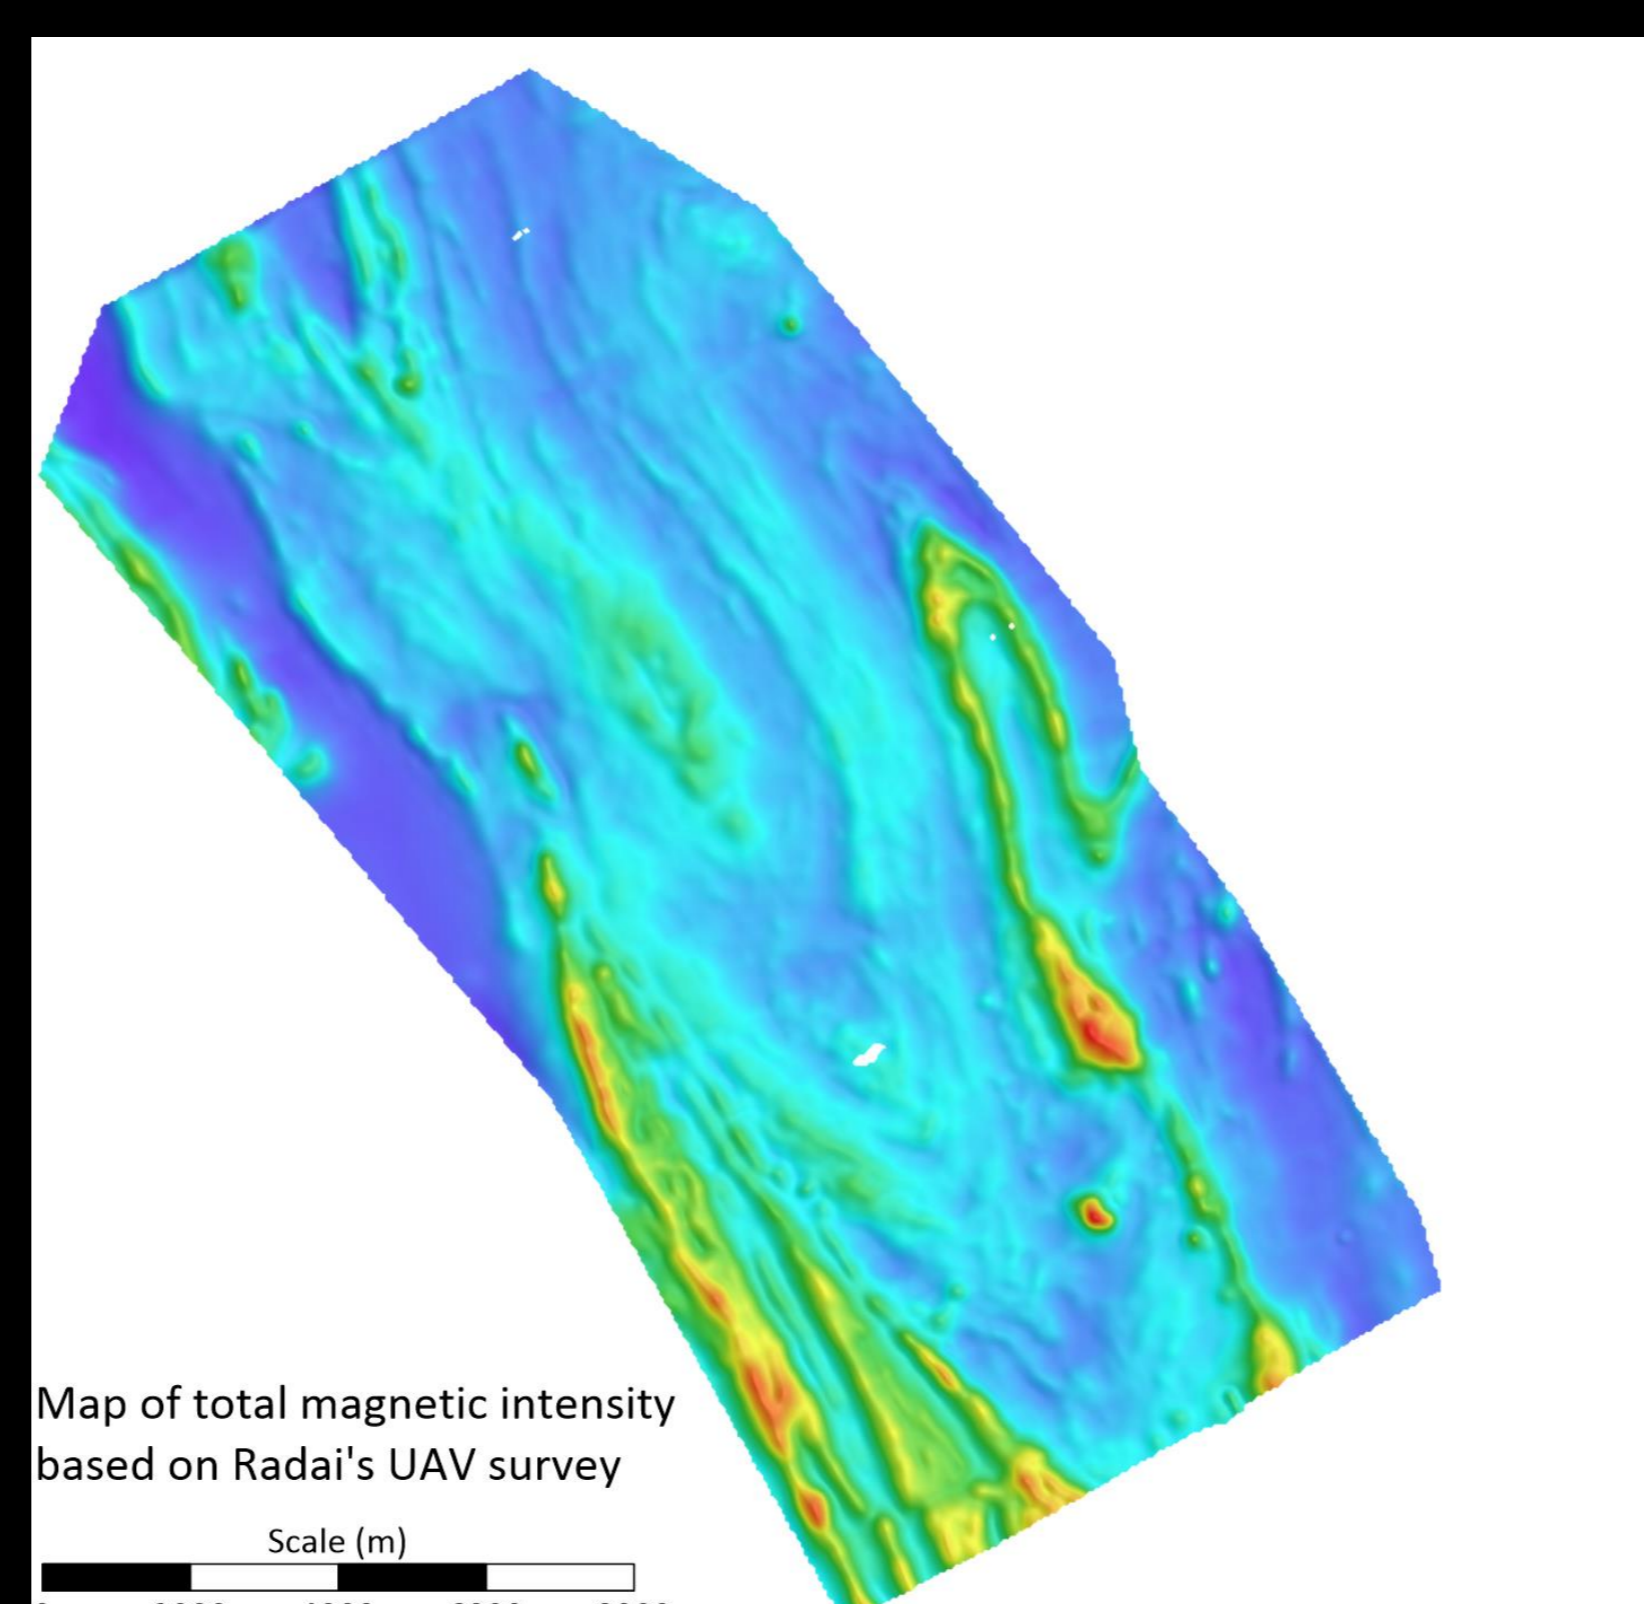 Map of total magnetic intensity
based on Radai's UAV survey
Scale (m)